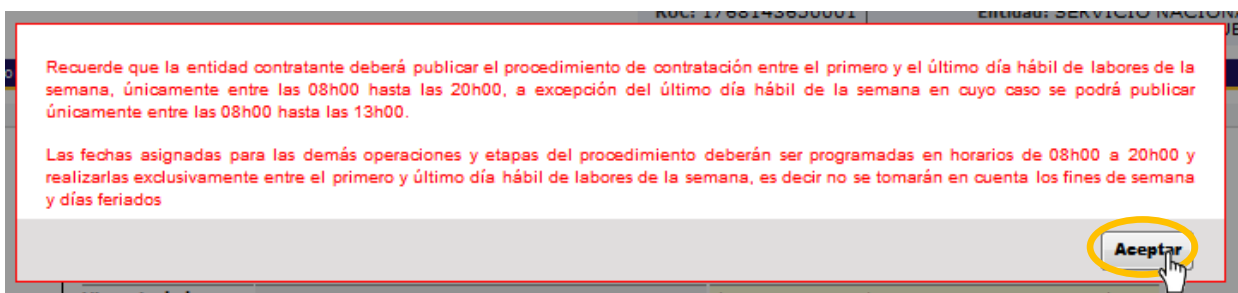 RUC: 1768143650001 Entidad: SERVICIO NACION
Recuerde que la entidad contratante deberá publicar el procedimiento de contratación entre el primero y el último día hábil de labores de la
semana, únicamente entre las 08h00 hasta las 20h00, a excepción del último día hábil de la semana en cuyo caso se podrá publicar
únicamente entre las 08h00 hasta las 13h00.
Las fechas asignadas para las demás operaciones y etapas del procedimiento deberán ser programadas en horarios de 08h00 a 20h00 y
realizarlas exclusivamente entre el primero y último día hábil de labores de la semana, es decir no se tomarán en cuenta los fines de semana
y días feriados
Aceptar